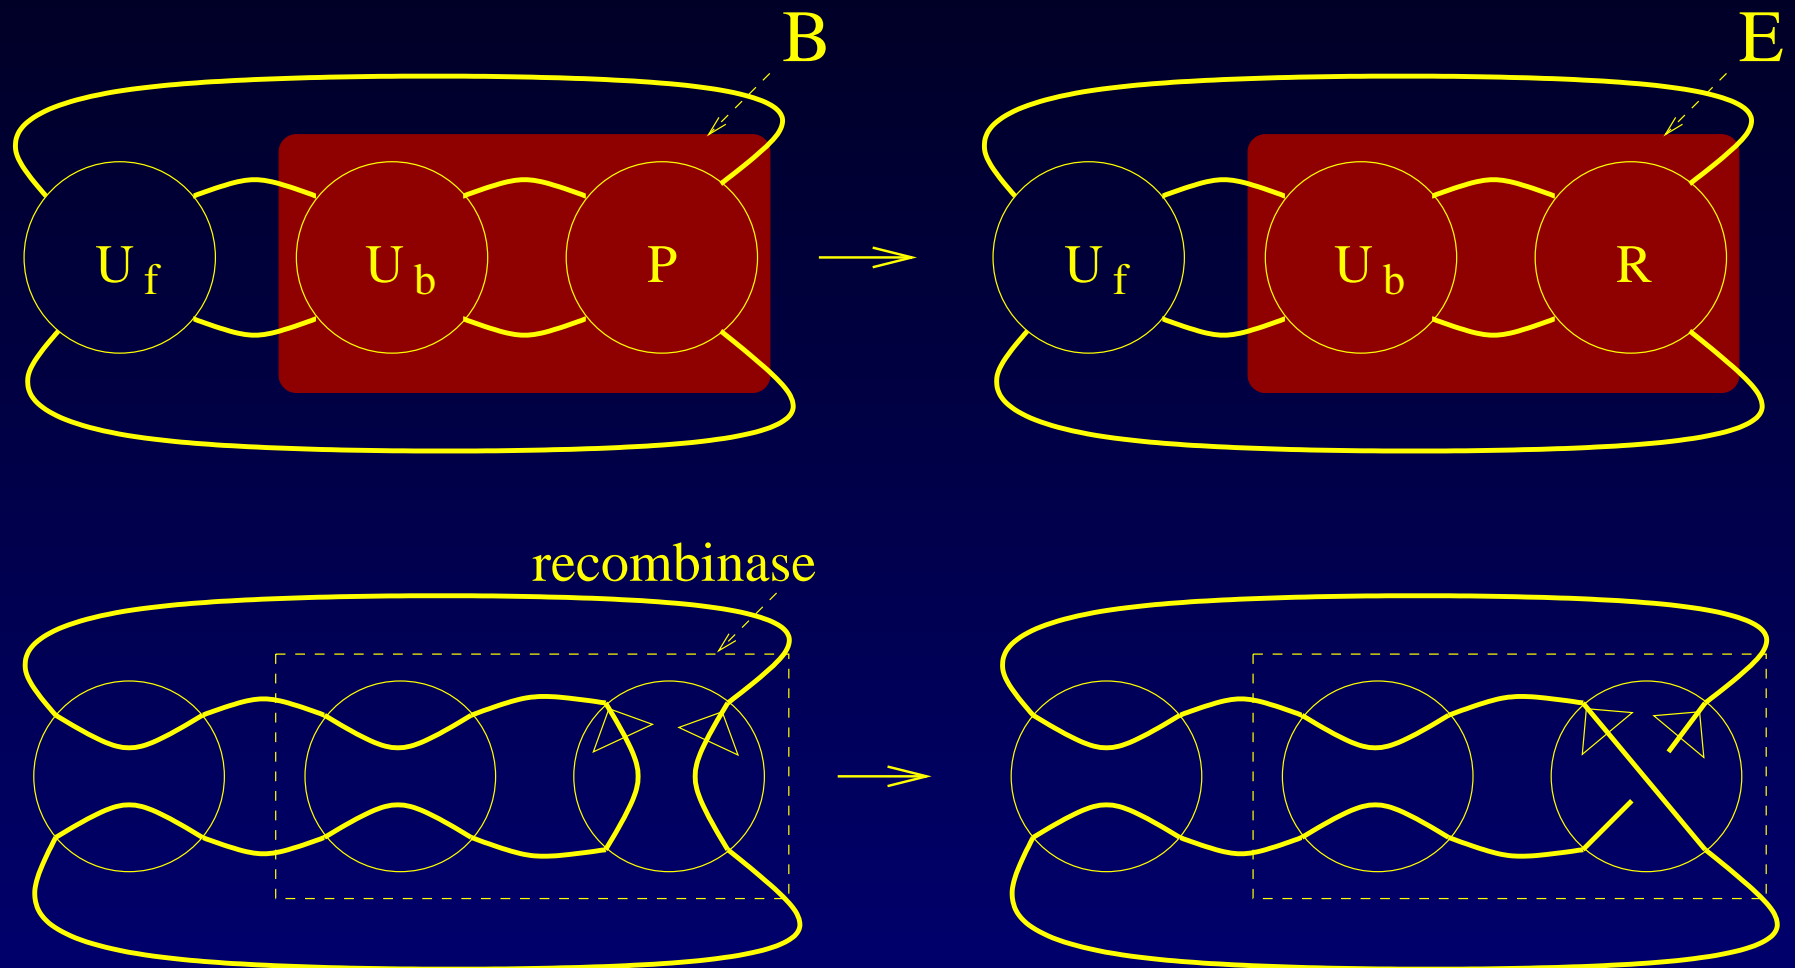 B
E
U f
U b
P
U f
U b
R
recombinase